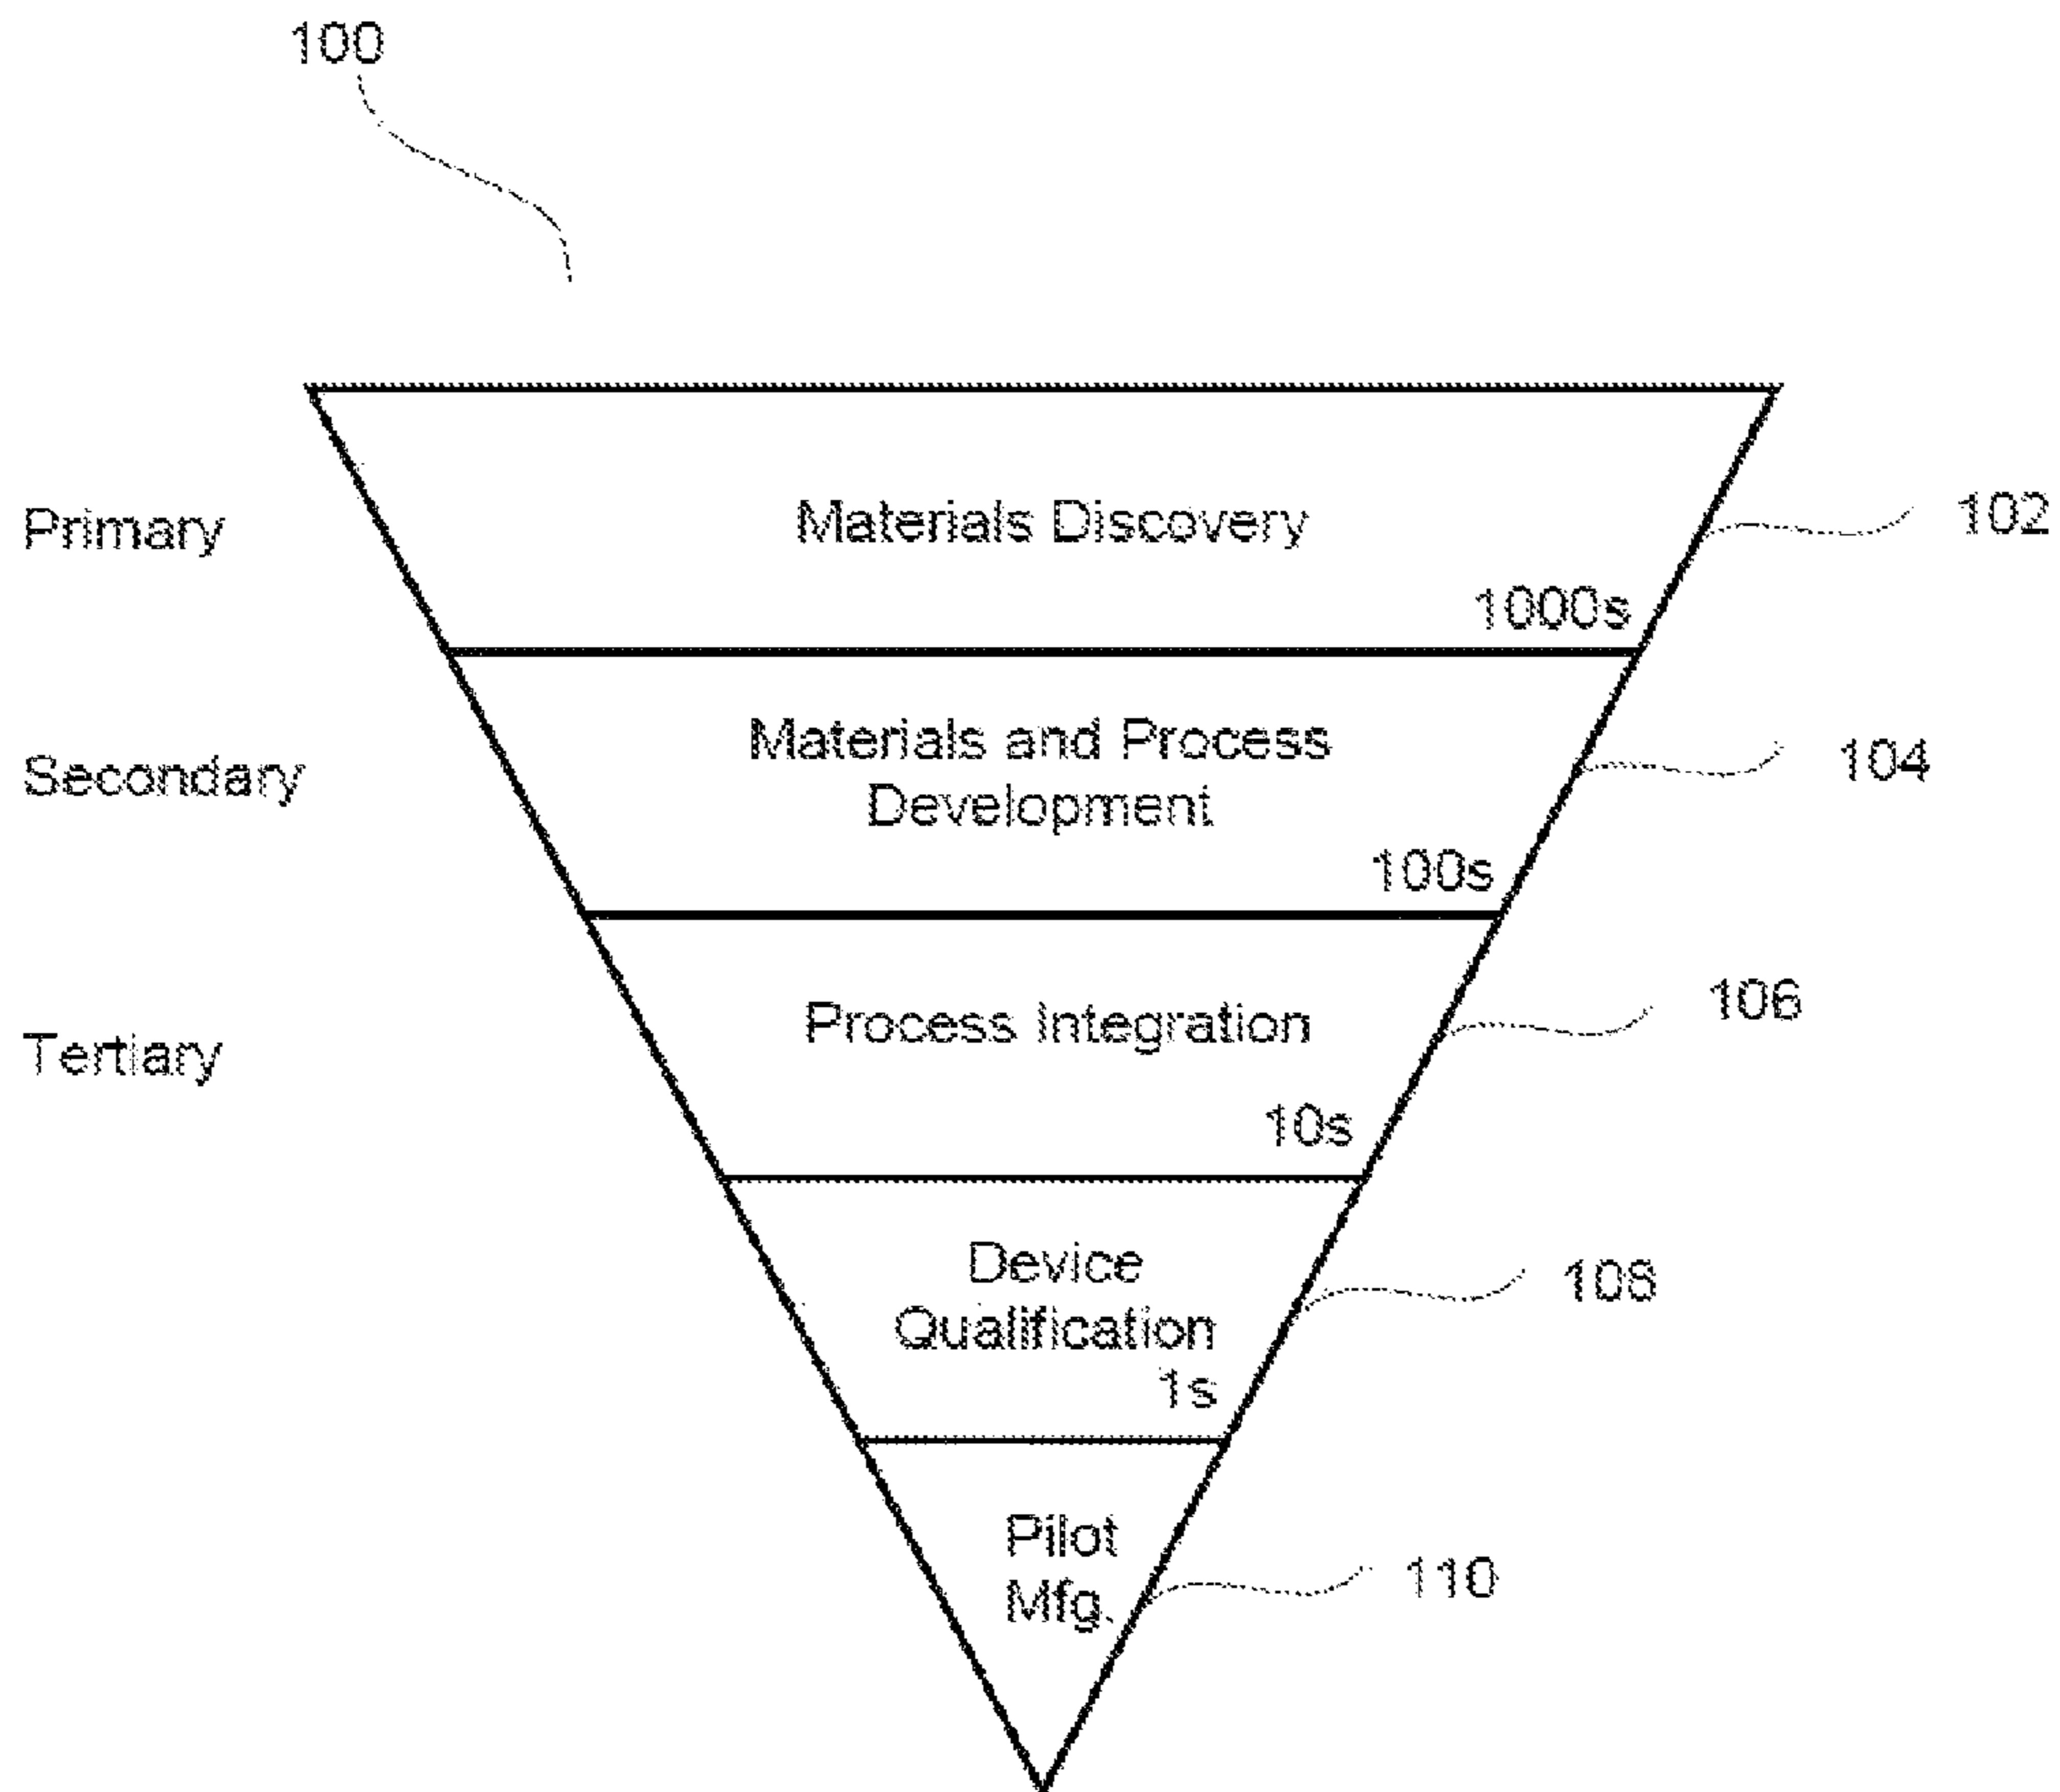 100
Primary
Materials Discovery
102
1000s
Secondary
Materials and Process
Development
104
100s
Tertiary
Process Integration
106
10s
Device
Qualification
108
1s
Pilot
Mfg.
110